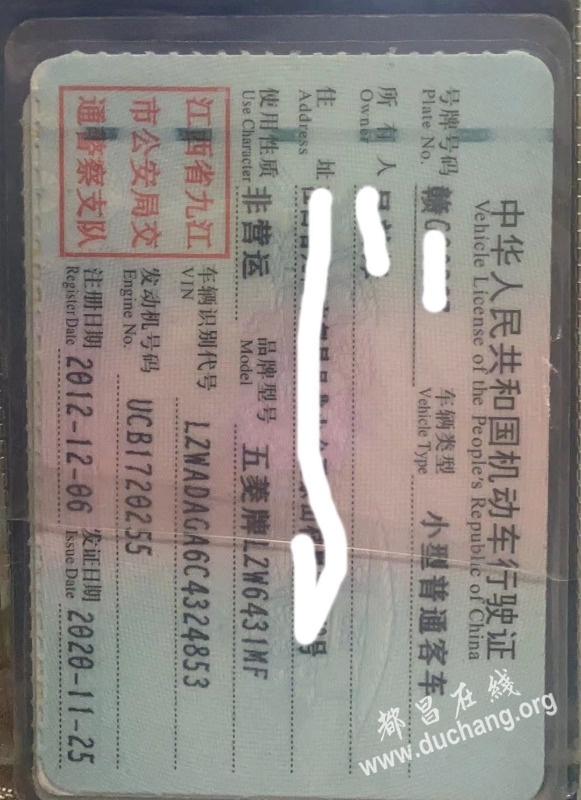 中华人民共和国机动车行驶证
Vehicle License of the People's Republic of China
号牌号码 赣G 车辆类型 小型普通客车
Plate No. Vehicle Type
所有人
Owner
住址 号
Address
使用性质 非营运 品牌型号 五菱牌LZW6431MF
Use Character Model
江西省九江
市公安局交
通警察支队
车辆识别代号 LZWADAGA6C4324853
VIN
发动机号码 UCB1720255
Engine No.
注册日期 2012-12-06 发证日期 2020-11-25
Register Date Issue Date
都昌在线
www.duchang.org